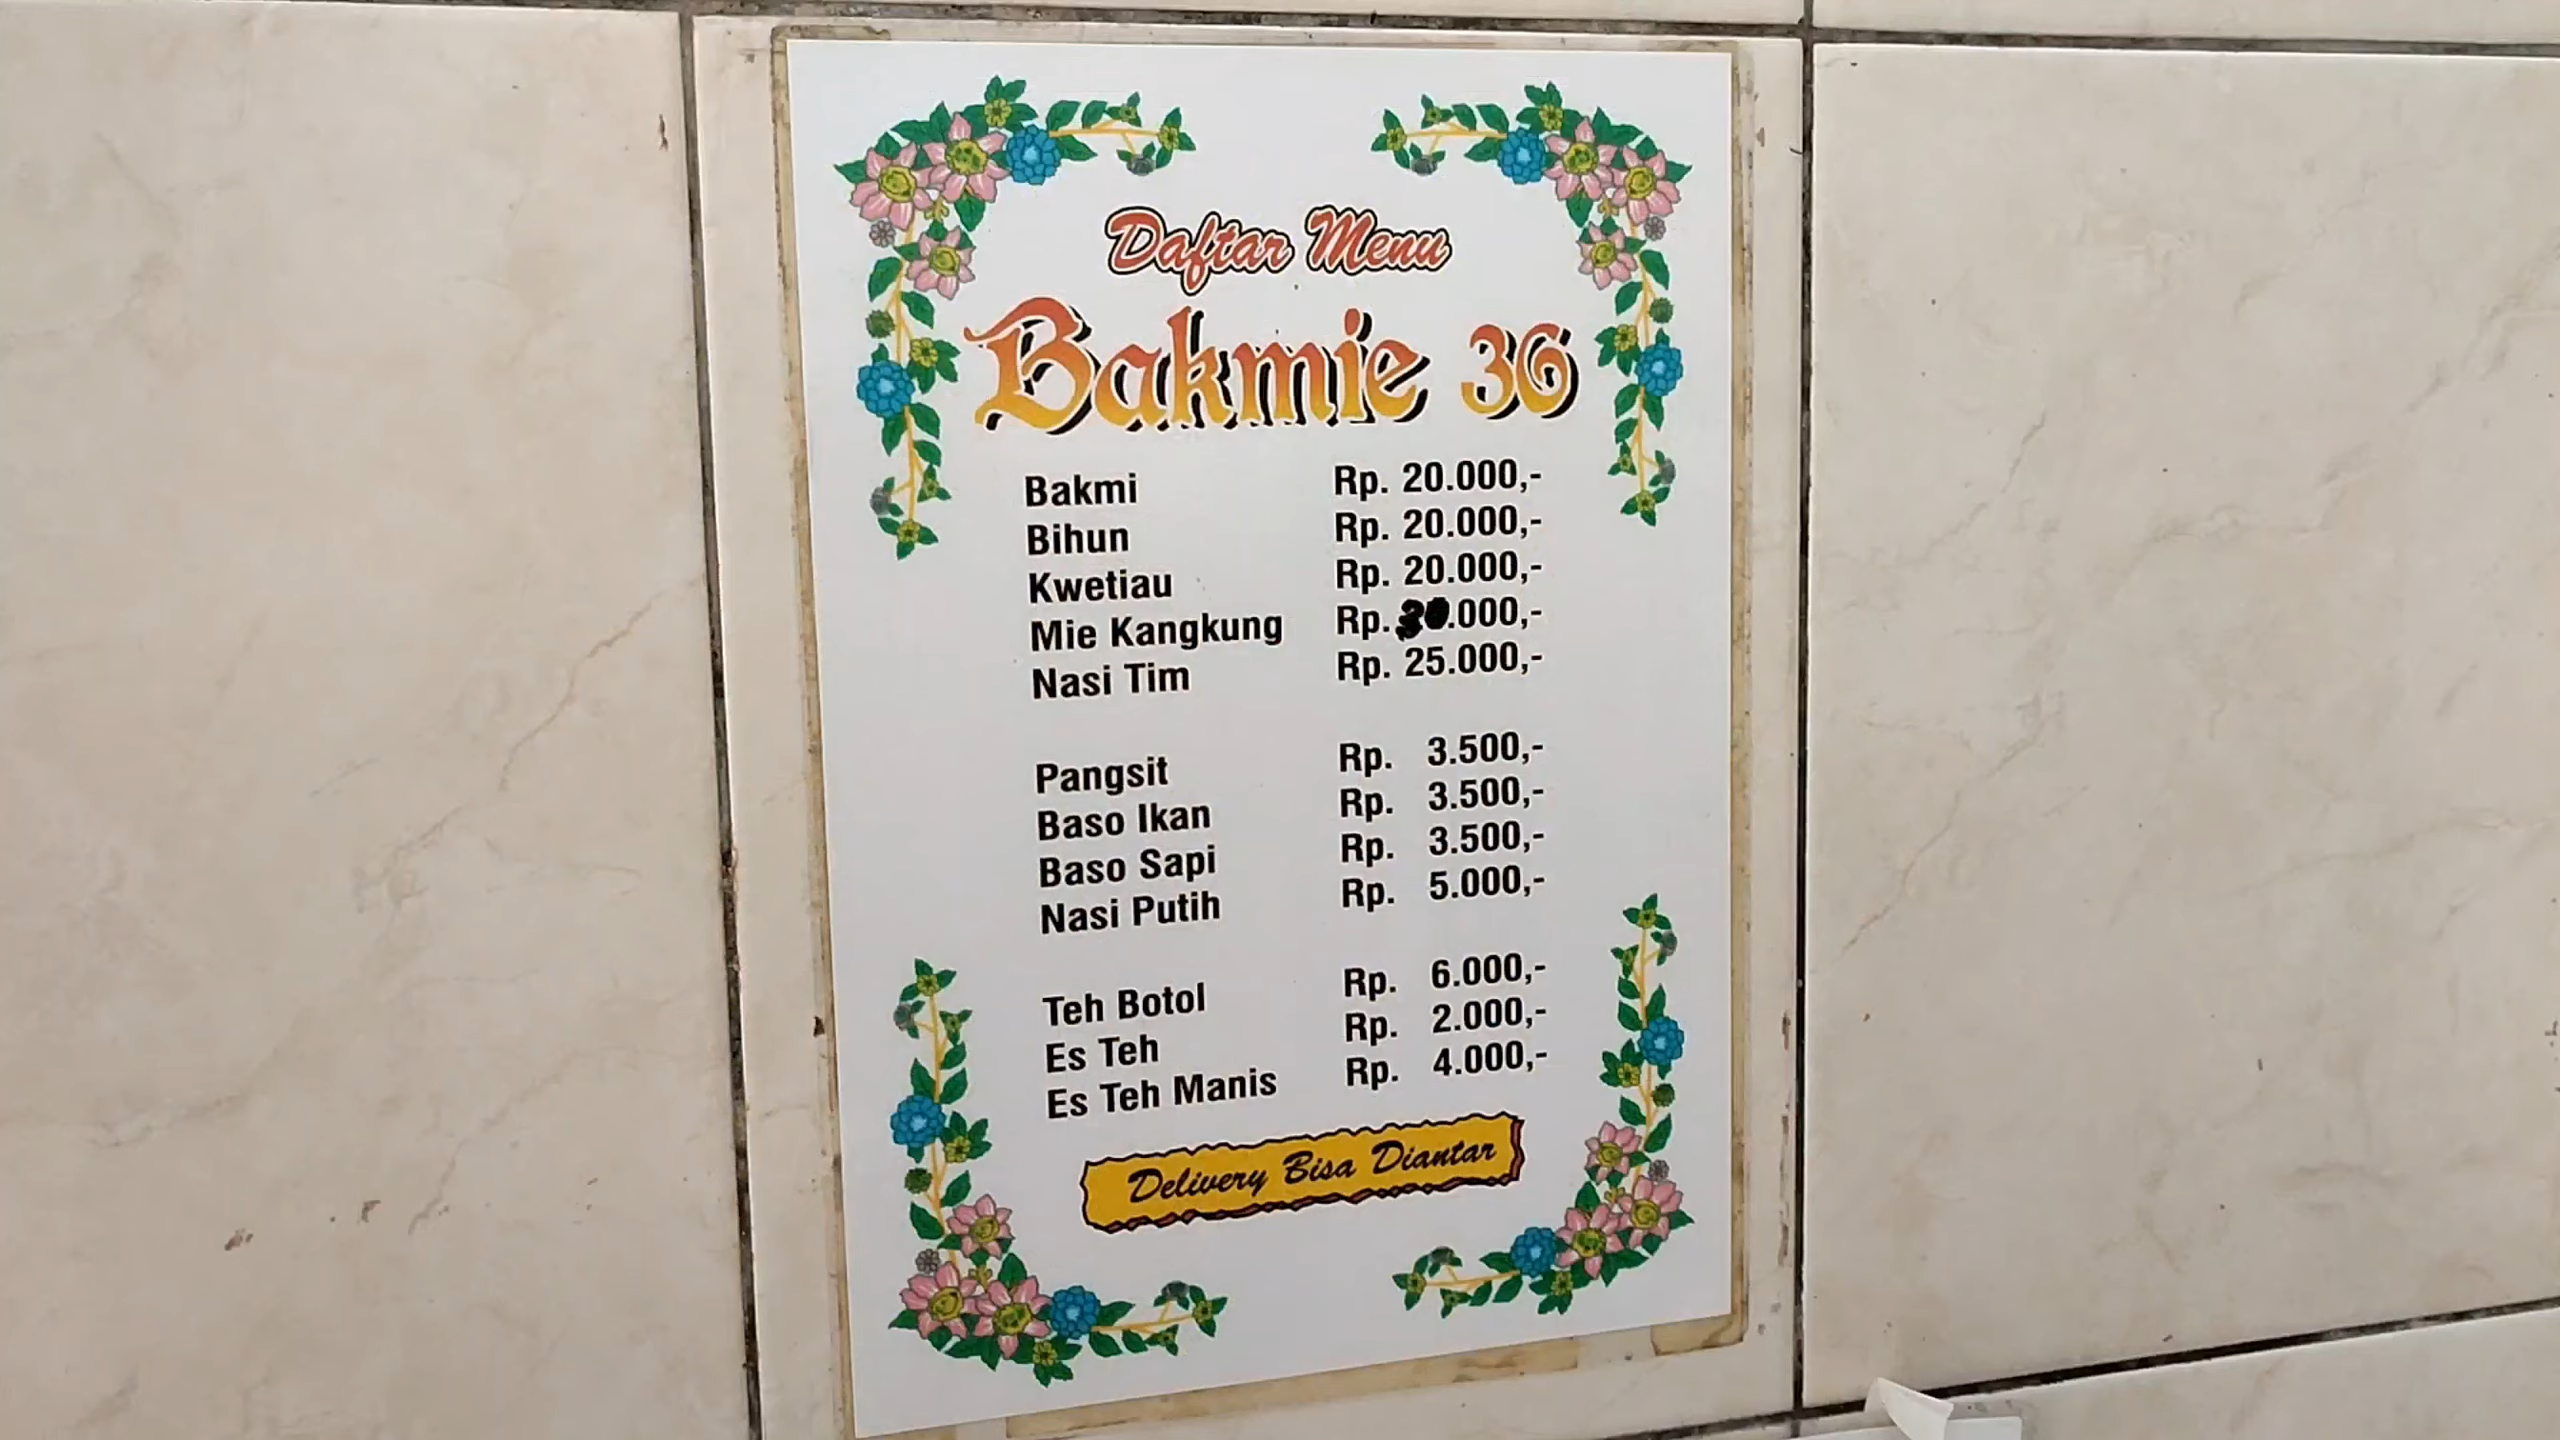 Daftar Menu
Bakmie 36
Bakmi Rp. 20.000,-
Bihun Rp. 20.000,-
Kwetiau Rp. 20.000,-
Mie Kangkung Rp. 30.000,-
Nasi Tim Rp. 25.000,-
Pangsit Rp. 3.500,-
Baso Ikan Rp. 3.500,-
Baso Sapi Rp. 3.500,-
Nasi Putih Rp. 5.000,-
Teh Botol Rp. 6.000,-
Es Teh Rp. 2.000,-
Es Teh Manis Rp. 4.000,-
Delivery Bisa Diantar